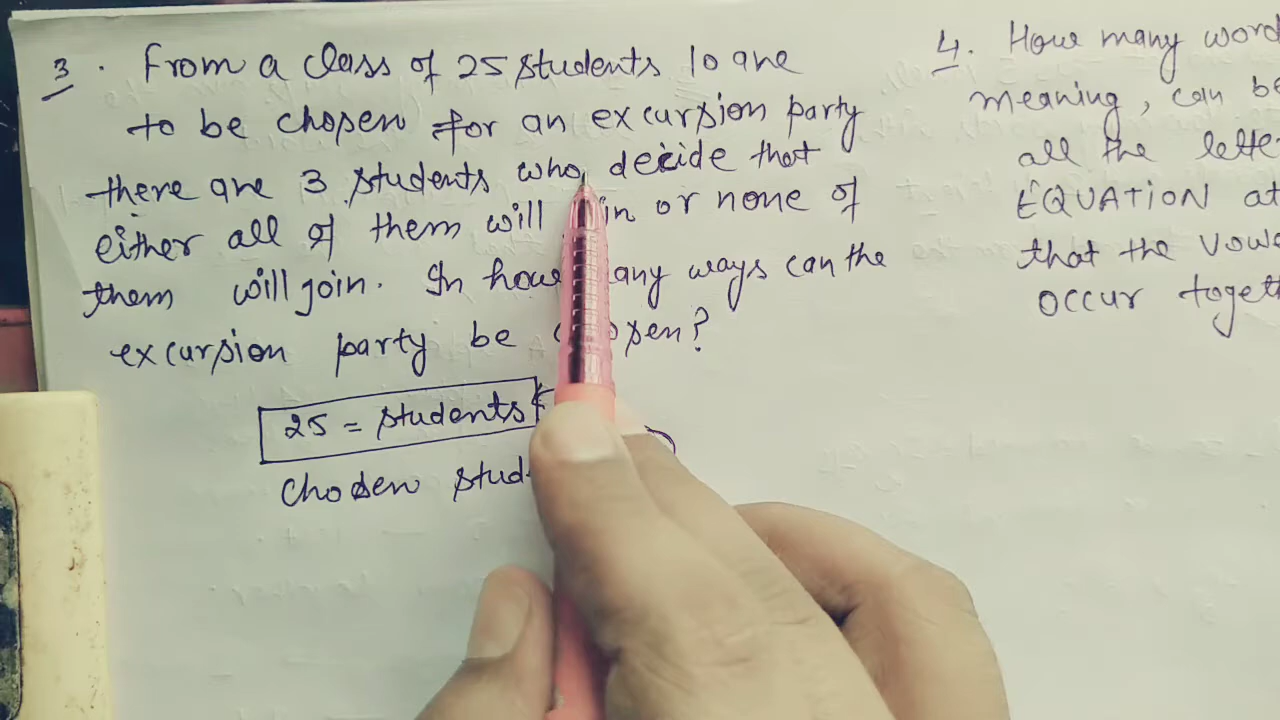 3. From a class of 25 students 10 are
to be chosen for an excursion party
there are 3 students who decide that
either all of them will in or none of
them will join. In how any ways can the
excursion party be
25 = students
chosen
4. How many word
meaning, can be
all the lette
EQUATION at
that the vowe
occur togeth